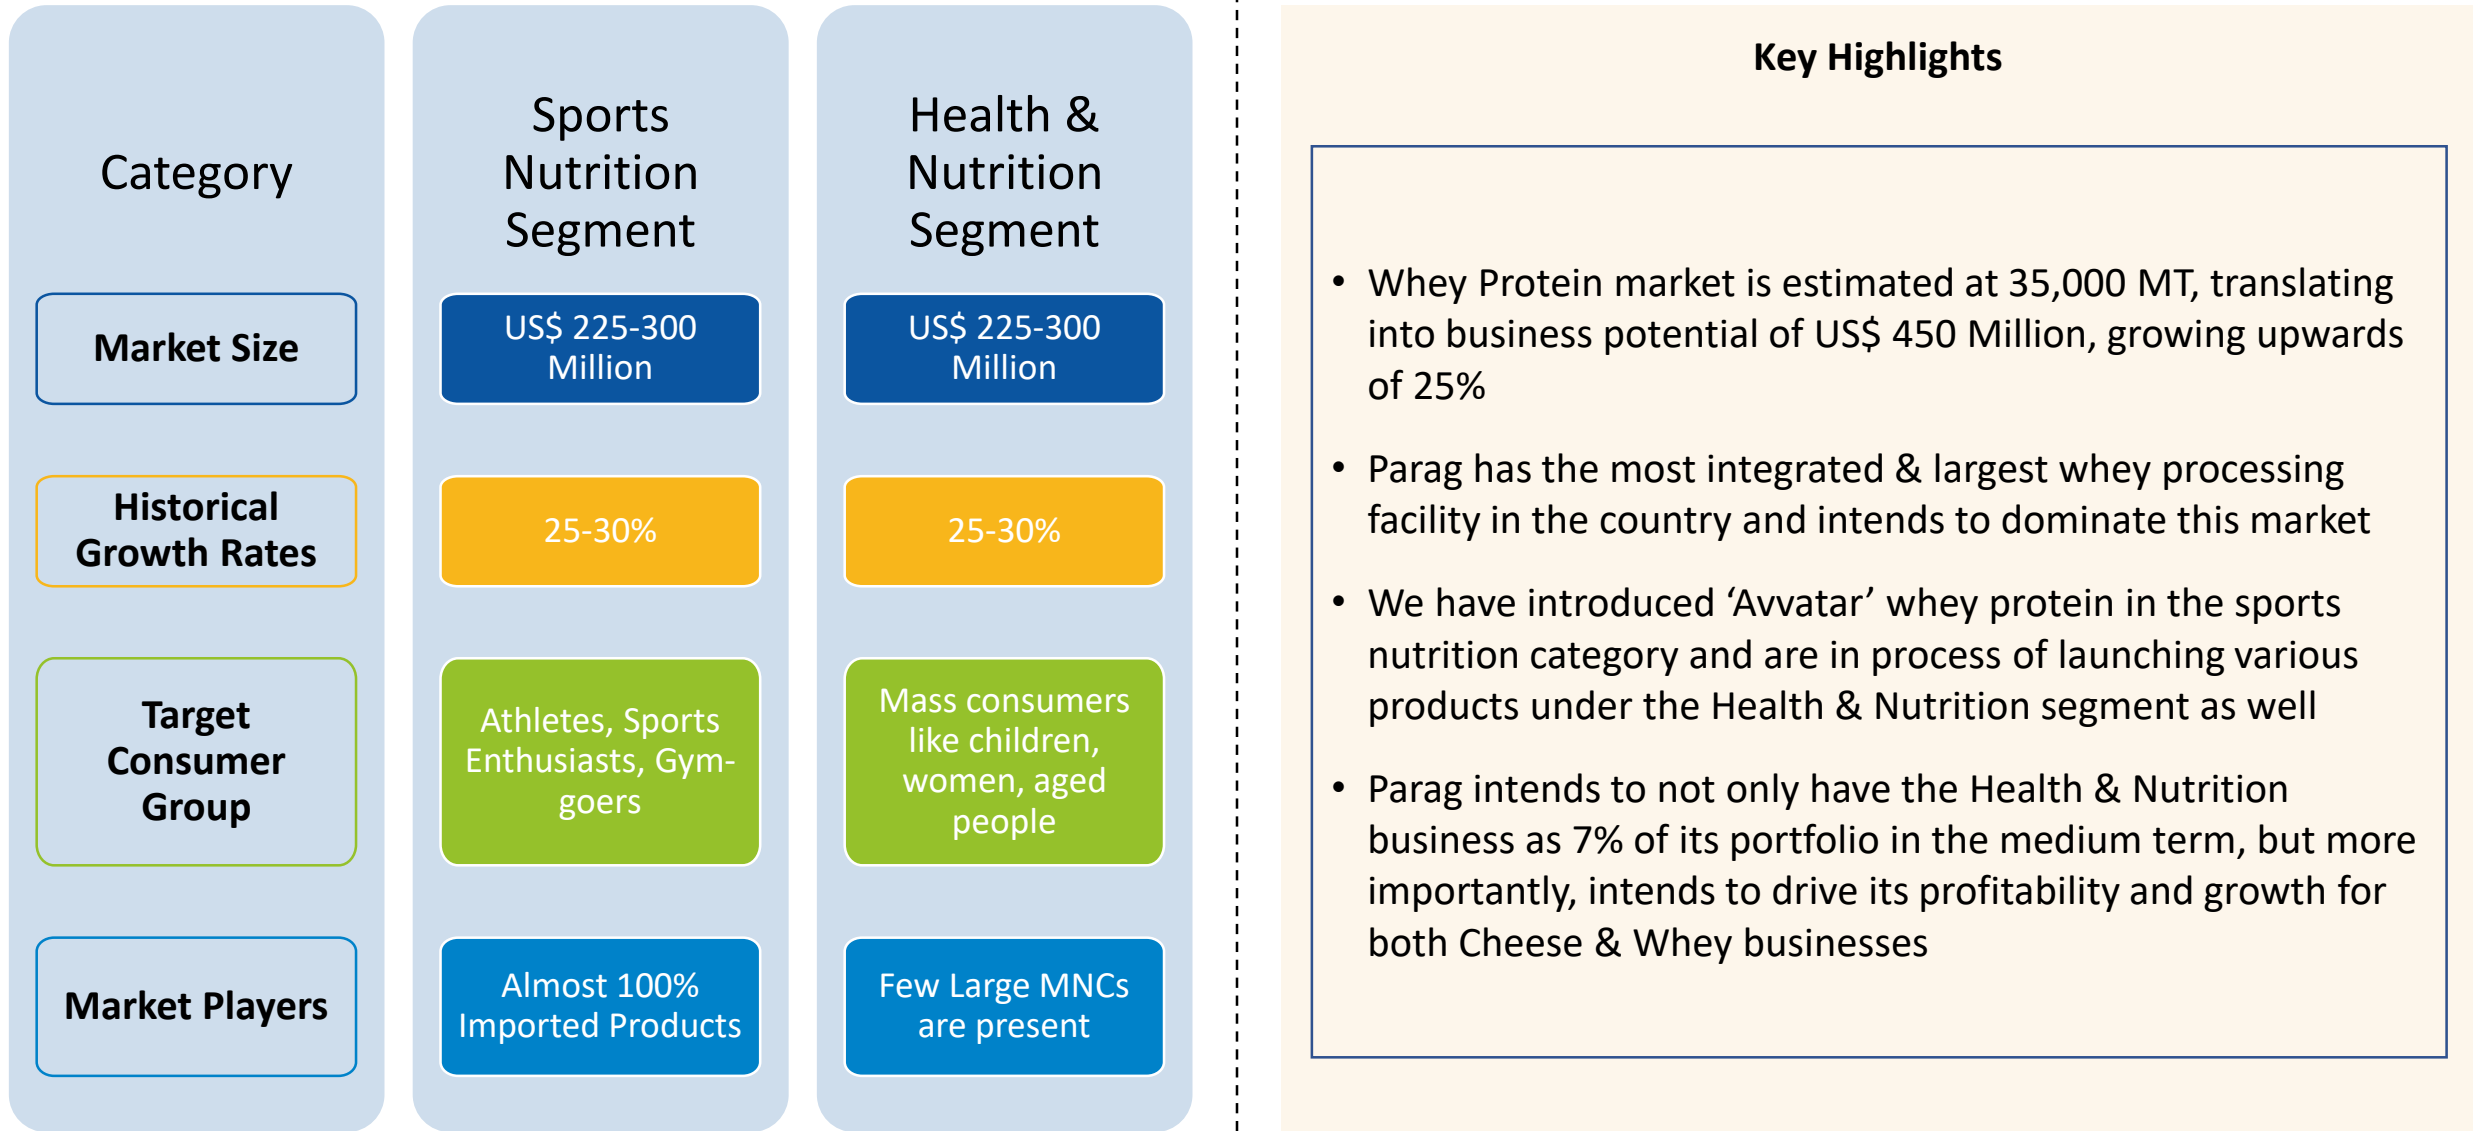 Category
Sports
Nutrition
Segment
Health &
Nutrition
Segment
Market Size
US$ 225-300
Million
US$ 225-300
Million
Historical
Growth Rates
25-30%
25-30%
Target
Consumer
Group
Athletes, Sports
Enthusiasts, Gym-
goers
Mass consumers
like children,
women, aged
people
Market Players
Almost 100%
Imported Products
Few Large MNCs
are present
Key Highlights
• Whey Protein market is estimated at 35,000 MT, translating
into business potential of US$ 450 Million, growing upwards
of 25%
• Parag has the most integrated & largest whey processing
facility in the country and intends to dominate this market
• We have introduced ‘Avvatar’ whey protein in the sports
nutrition category and are in process of launching various
products under the Health & Nutrition segment as well
• Parag intends to not only have the Health & Nutrition
business as 7% of its portfolio in the medium term, but more
importantly, intends to drive its profitability and growth for
both Cheese & Whey businesses